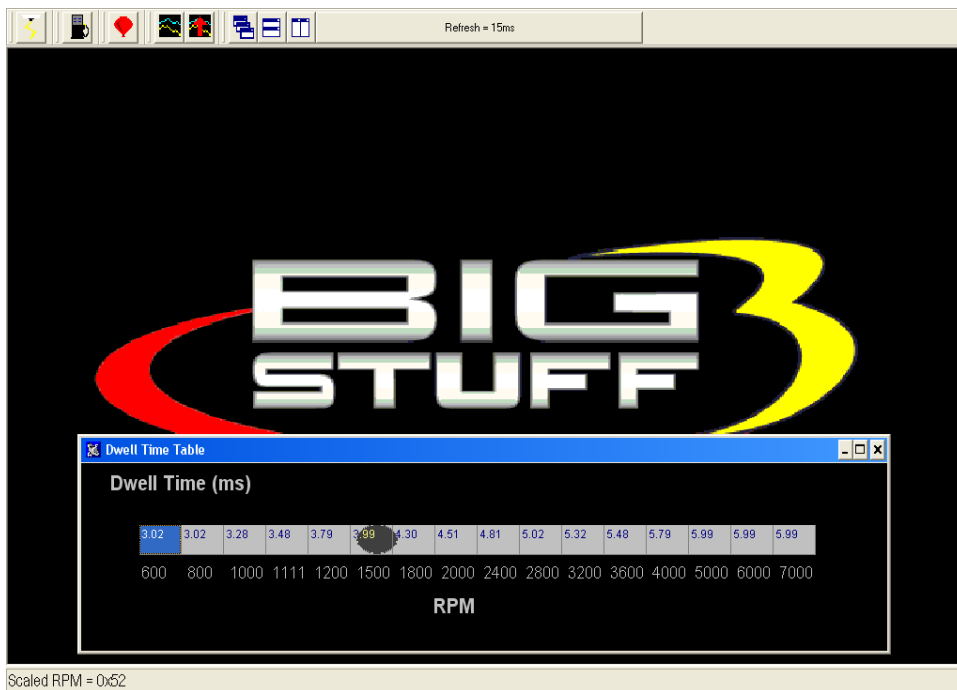 Refresh = 15ms
BIG 3
STUFF
Dwell Time Table
Dwell Time (ms)
3.02 3.02 3.28 3.48 3.79 3.99 4.30 4.51 4.81 5.02 5.32 5.48 5.79 5.99 5.99 5.99
600 800 1000 1111 1200 1500 1800 2000 2400 2800 3200 3600 4000 5000 6000 7000
RPM
Scaled RPM = 0x52